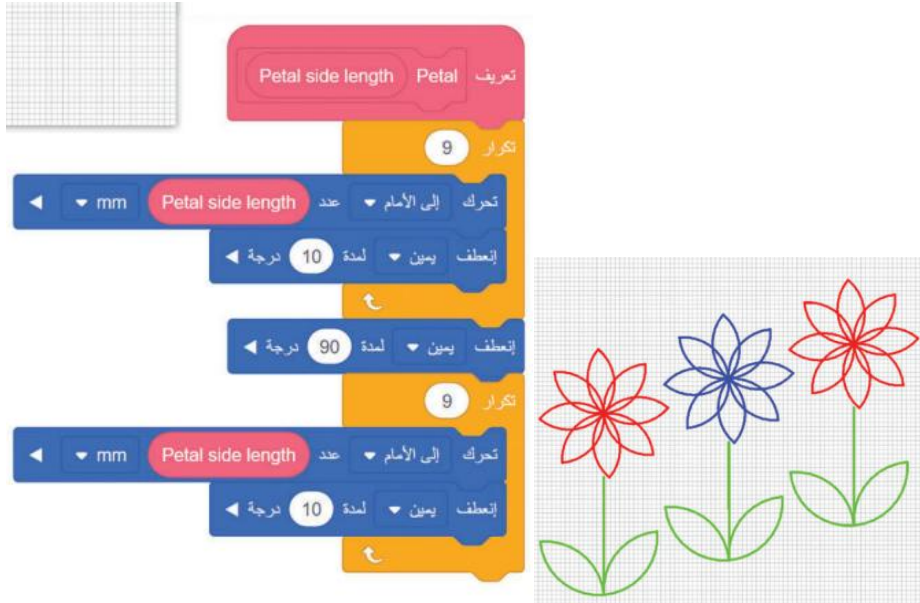 تعريف Petal Petal side length
تكرار 9
تحرك إلى الأمام عدد Petal side length mm
إنعطف يمين لمدة 10 درجة
إنعطف يمين لمدة 90 درجة
تكرار 9
تحرك إلى الأمام عدد Petal side length mm
إنعطف يمين لمدة 10 درجة